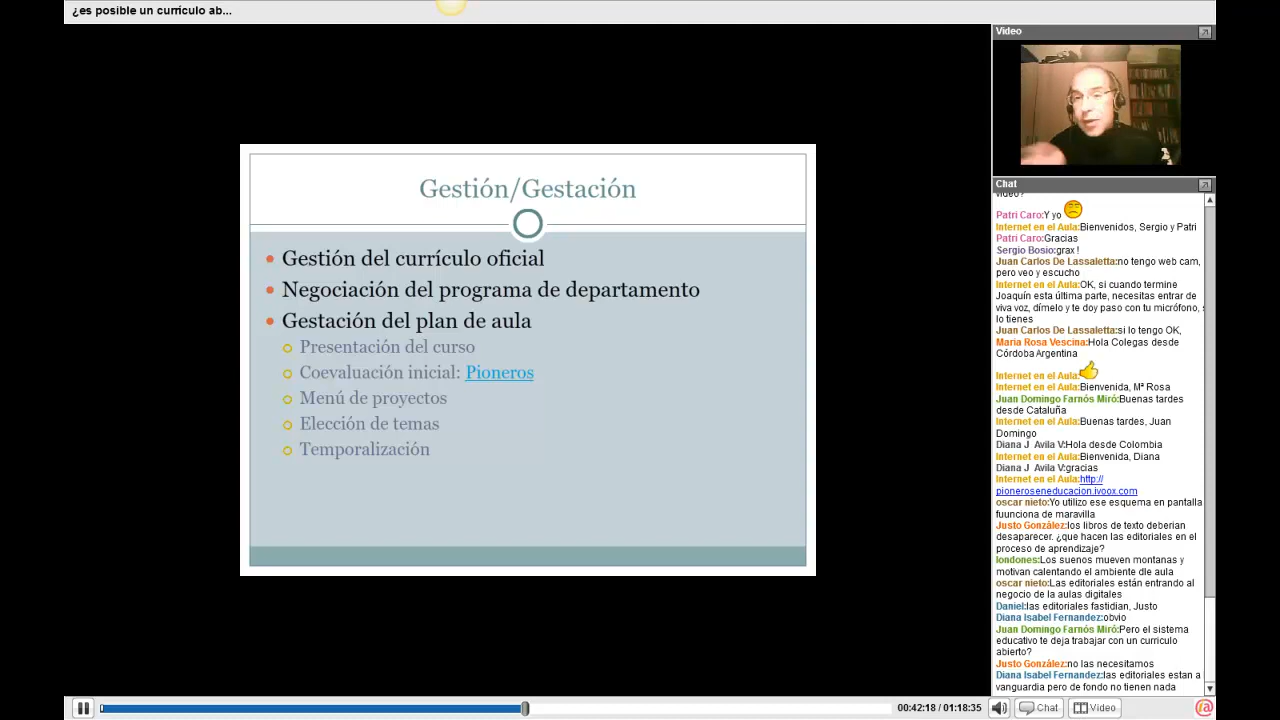 ¿es posible un curriculo ab...
Gestión/Gestación
Gestión del currículo oficial
Negociación del programa de departamento
Gestación del plan de aula
Presentación del curso
Coevaluación inicial: Pioneros
Menú de proyectos
Elección de temas
Temporalización
Video
Chat
Patri Caro:Y yo
Internet en el Aula:Bienvenidos, Sergio y Patri
Patri Caro:Gracias
Sergio Bosio:grax !
Juan Carlos De Lassaletta:no tengo web cam,
pero veo y escucho
Internet en el Aula:OK, si cuando termine
Joaquín esta última parte, necesitas entrar de
viva voz, dímelo y te doy paso con tu micrófono, s
lo tienes
Juan Carlos De Lassaletta:si lo tengo OK,
Maria Rosa Vescina:Hola Colegas desde
Córdoba Argentina
Internet en el Aula:
Internet en el Aula:Bienvenida, Mª Rosa
Juan Domingo Farnós Miró:Buenas tardes
desde Cataluña
Internet en el Aula:Buenas tardes, Juan
Domingo
Diana J Avila V:Hola desde Colombia
Internet en el Aula:Bienvenida, Diana
Diana J Avila V:gracias
Internet en el Aula:http://
pioneroseneducacion.ivoox.com
oscar nieto:Yo utilizo ese esquema en pantalla
fuunciona de maravilla
Justo González:los libros de texto deberian
desaparecer. ¿que hacen las editoriales en el
proceso de aprendizaje?
londones:Los suenos mueven montanas y
motivan calentando el ambiente dle aula
oscar nieto:Las editoriales están entrando al
negocio de la aulas digitales
Daniel:las editoriales fastidian, Justo
Diana Isabel Fernandez:obvio
Juan Domingo Farnós Miró:Pero el sistema
educativo te deja trabajar con un curriculo
abierto?
Justo González:no las necesitamos
Diana Isabel Fernandez:las editoriales estan a
vanguardia pero de fondo no tienen nada
00:42:18 / 01:18:35
Chat
Video